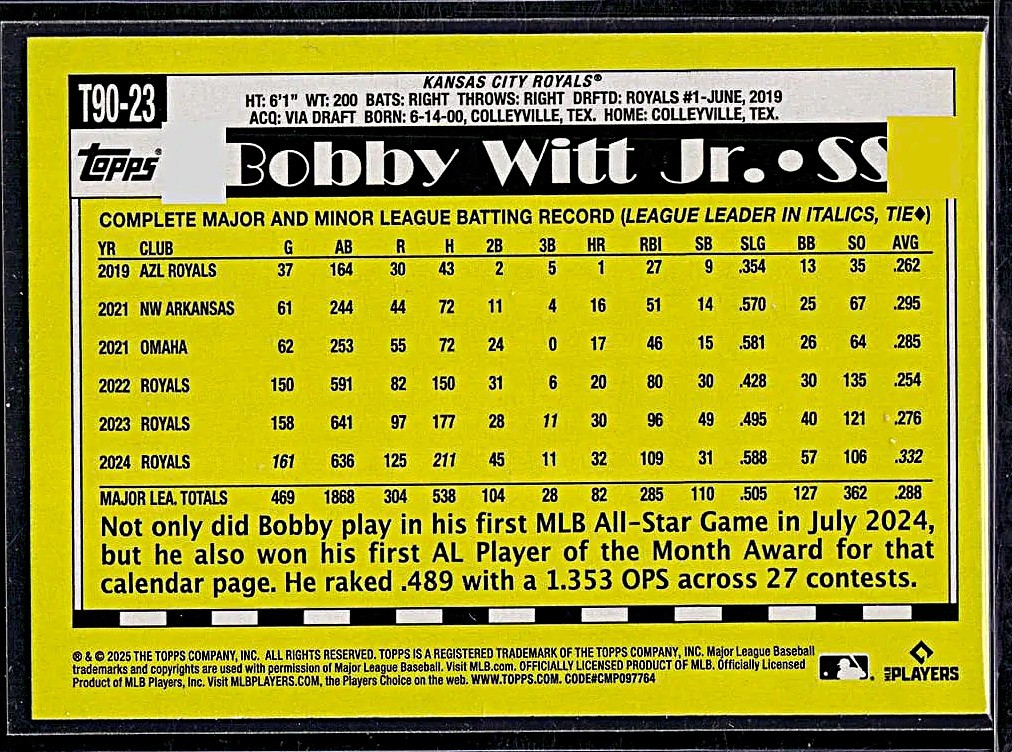 T90-23
KANSAS CITY ROYALS®
HT: 6'1" WT: 200 BATS: RIGHT THROWS: RIGHT DRFTD: ROYALS #1-JUNE, 2019
ACQ: VIA DRAFT BORN: 6-14-00, COLLEYVILLE, TEX. HOME: COLLEYVILLE, TEX.
TOPPS® Bobby Witt Jr. • SS
COMPLETE MAJOR AND MINOR LEAGUE BATTING RECORD (LEAGUE LEADER IN ITALICS, TIE♦)
YR CLUB G AB R H 2B 3B HR RBI SB SLG BB SO AVG
2019 AZL ROYALS 37 164 30 43 2 5 1 27 9 .354 13 35 .262
2021 NW ARKANSAS 61 244 44 72 11 4 16 51 14 .570 25 67 .295
2021 OMAHA 62 253 55 72 24 0 17 46 15 .581 26 64 .285
2022 ROYALS 150 591 82 150 31 6 20 80 30 .428 30 135 .254
2023 ROYALS 158 641 97 177 28 11 30 96 49 .495 40 121 .276
2024 ROYALS 161 636 125 211 45 11 32 109 31 .588 57 106 .332
MAJOR LEA. TOTALS 469 1868 304 538 104 28 82 285 110 .505 127 362 .288
Not only did Bobby play in his first MLB All-Star Game in July 2024,
but he also won his first AL Player of the Month Award for that
calendar page. He raked .489 with a 1.353 OPS across 27 contests.
® & © 2025 THE TOPPS COMPANY, INC. ALL RIGHTS RESERVED. TOPPS IS A REGISTERED TRADEMARK OF THE TOPPS COMPANY, INC. Major League Baseball
trademarks and copyrights are used with permission of Major League Baseball. Visit MLB.com. OFFICIALLY LICENSED PRODUCT OF MLB. Officially Licensed
Product of MLB Players, Inc. Visit MLBPLAYERS.COM, the Players Choice on the web. WWW.TOPPS.COM. CODE#CMP097764
MLB PLAYERS